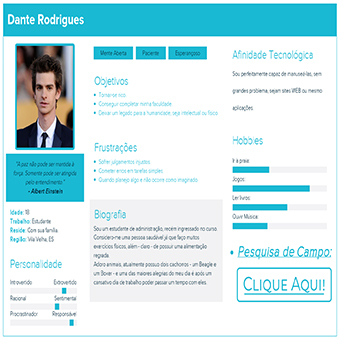 Dante Rodrigues
Mente Aberta
Paciente
Esperançoso
Objetivos
Tornar-se rico.
Conseguir completar minha faculdade.
Deixar um legado para a humanidade, seja intelectual ou físico.
Frustrações
Sofrer julgamentos injustos.
Cometer erros em tarefas simples.
Quando planejo algo e não ocorre como imaginado.
Biografia
Sou um estudante de administração, recém ingressado no curso.
Considero-me uma pessoa saudável já que faço muitos
exercícios físicos, além - claro - de possuir uma alimentação
regrada.
Adoro animais, atualmente possuo dois cachorros - um Beagle e
um Boxer - e uma das maiores alegrias do meu dia é após um
cansativo dia de trabalho poder passar um tempo com eles.
"A paz não pode ser mantida à
força. Somente pode ser atingida
pelo entendimento."
- Albert Einstein
Idade: 18
Trabalho: Estudante
Reside: Com sua família.
Região: Vila Velha, ES
Personalidade
Introvertido Extrovertido
Racional Sentimental
Procrastinador Responsável
Afinidade Tecnológica
Sou perfeitamente capaz de manuseá-las, sem
grandes problema, sejam sites WEB ou mesmo
aplicações.
Hobbies
Ir à praia:
Jogos:
Ler livros:
Ouvir Música:
• Pesquisa de Campo:
CLIQUE AQUI!